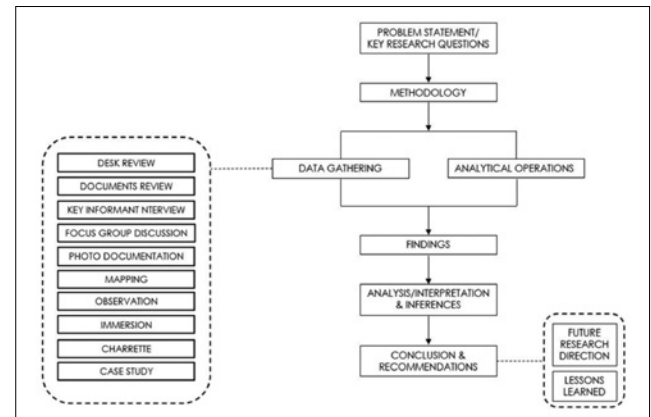 PROBLEM STATEMENT/
KEY RESEARCH QUESTIONS
METHODOLOGY
DATA GATHERING
ANALYTICAL OPERATIONS
DESK REVIEW
DOCUMENTS REVIEW
KEY INFORMANT NTERVIEW
FOCUS GROUP DISCUSSION
PHOTO DOCUMENTATION
MAPPING
OBSERVATION
IMMERSION
CHARRETTE
CASE STUDY
FINDINGS
ANALYSIS/INTERPRETATION
& INFERENCES
CONCLUSION &
RECOMMENDATIONS
FUTURE
RESEARCH
DIRECTION
LESSONS
LEARNED